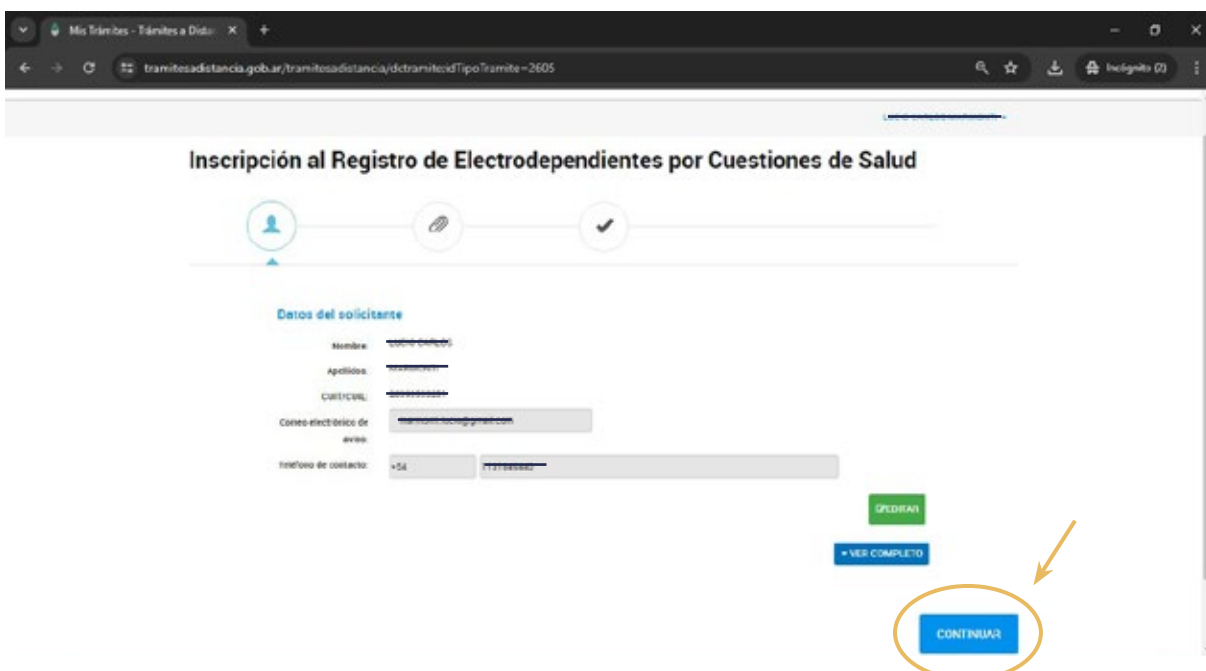 Mis Trámites - Trámites a Dista
tramitesadistancia.gob.ar/tramitesadistancia/detramite:idTipoTramite=2605
Incógnito (2)
Inscripción al Registro de Electrodependientes por Cuestiones de Salud
Datos del solicitante
Nombre:
Apellidos:
CUIT/CUIL:
Correo electrónico de
aviso:
Teléfono de contacto:
+54
EDITAR
+ VER COMPLETO
CONTINUAR